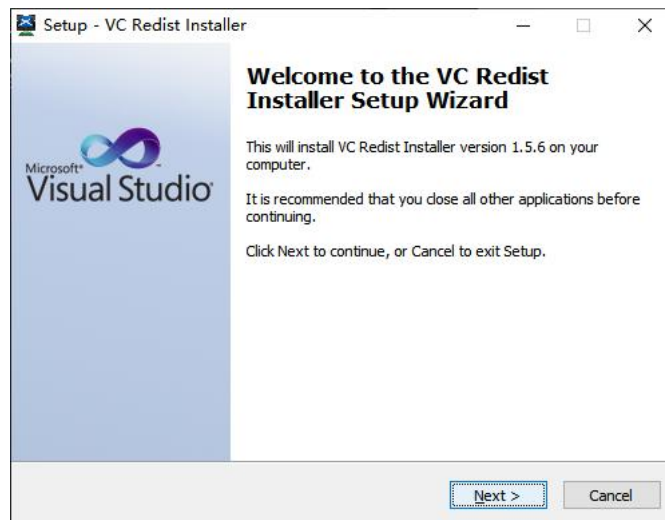 Setup - VC Redist Installer
Microsoft®
Visual Studio®
Welcome to the VC Redist
Installer Setup Wizard
This will install VC Redist Installer version 1.5.6 on your
computer.
It is recommended that you close all other applications before
continuing.
Click Next to continue, or Cancel to exit Setup.
Next >
Cancel